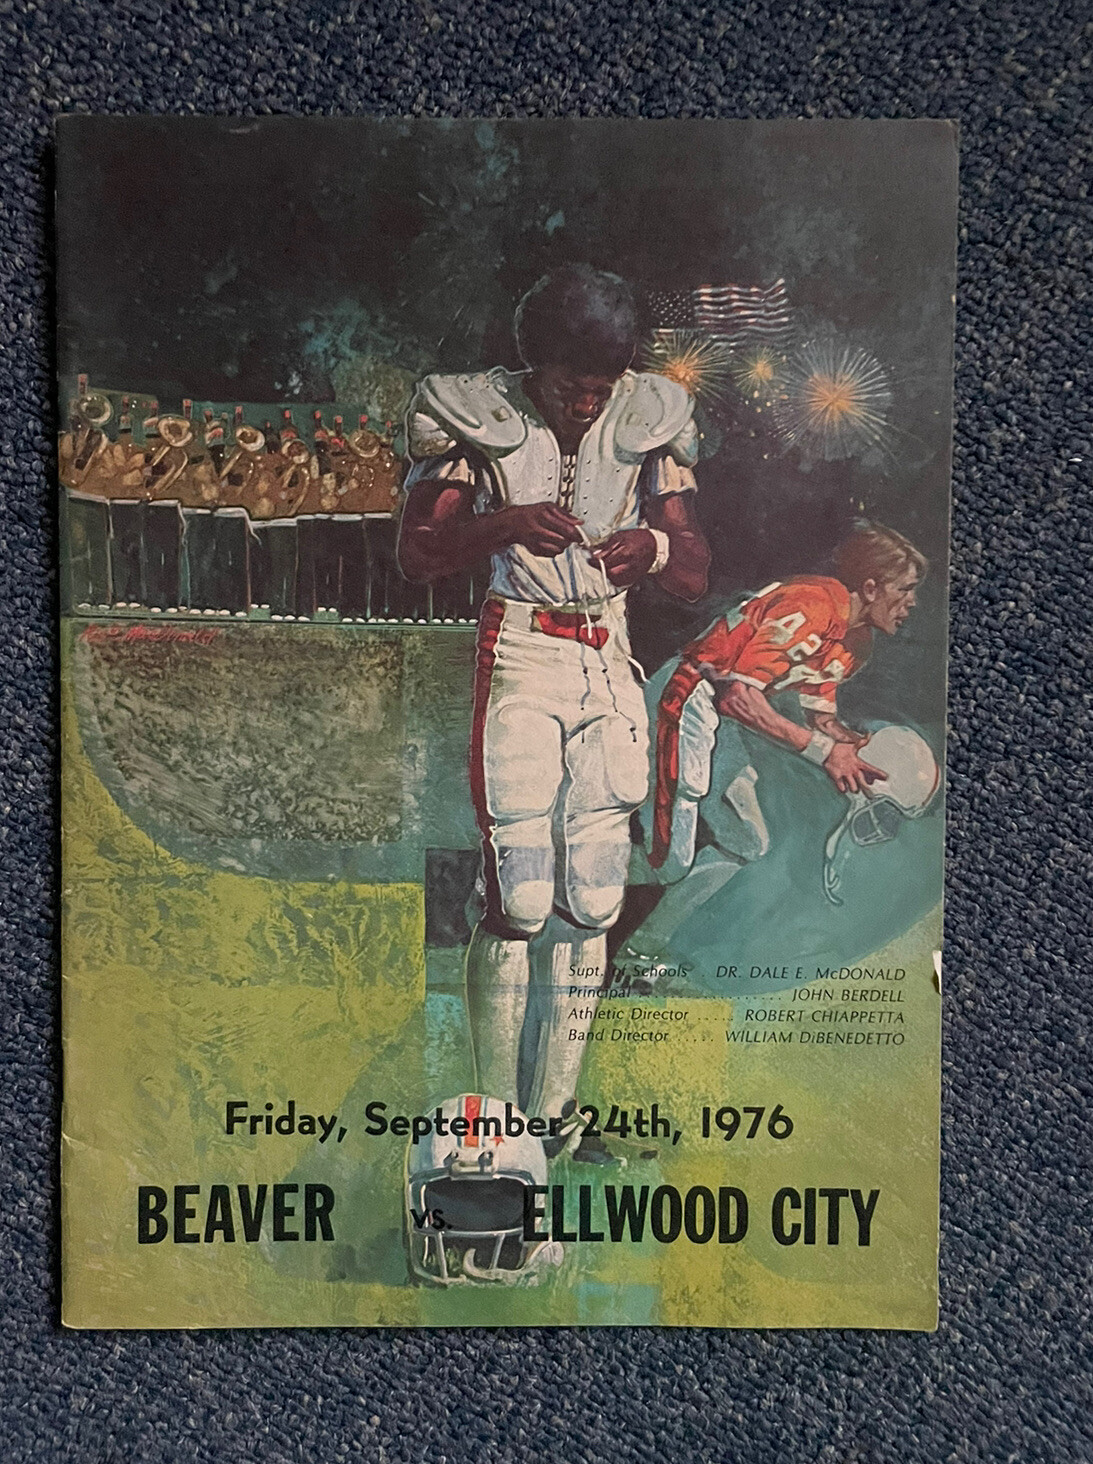 42
Supt. of Schools . DR. DALE E. McDONALD
Principal .................... JOHN BERDELL
Athletic Director ...... ROBERT CHIAPPETTA
Band Director ..... WILLIAM DiBENEDETTO
Friday, September 24th, 1976
BEAVER vs. ELLWOOD CITY